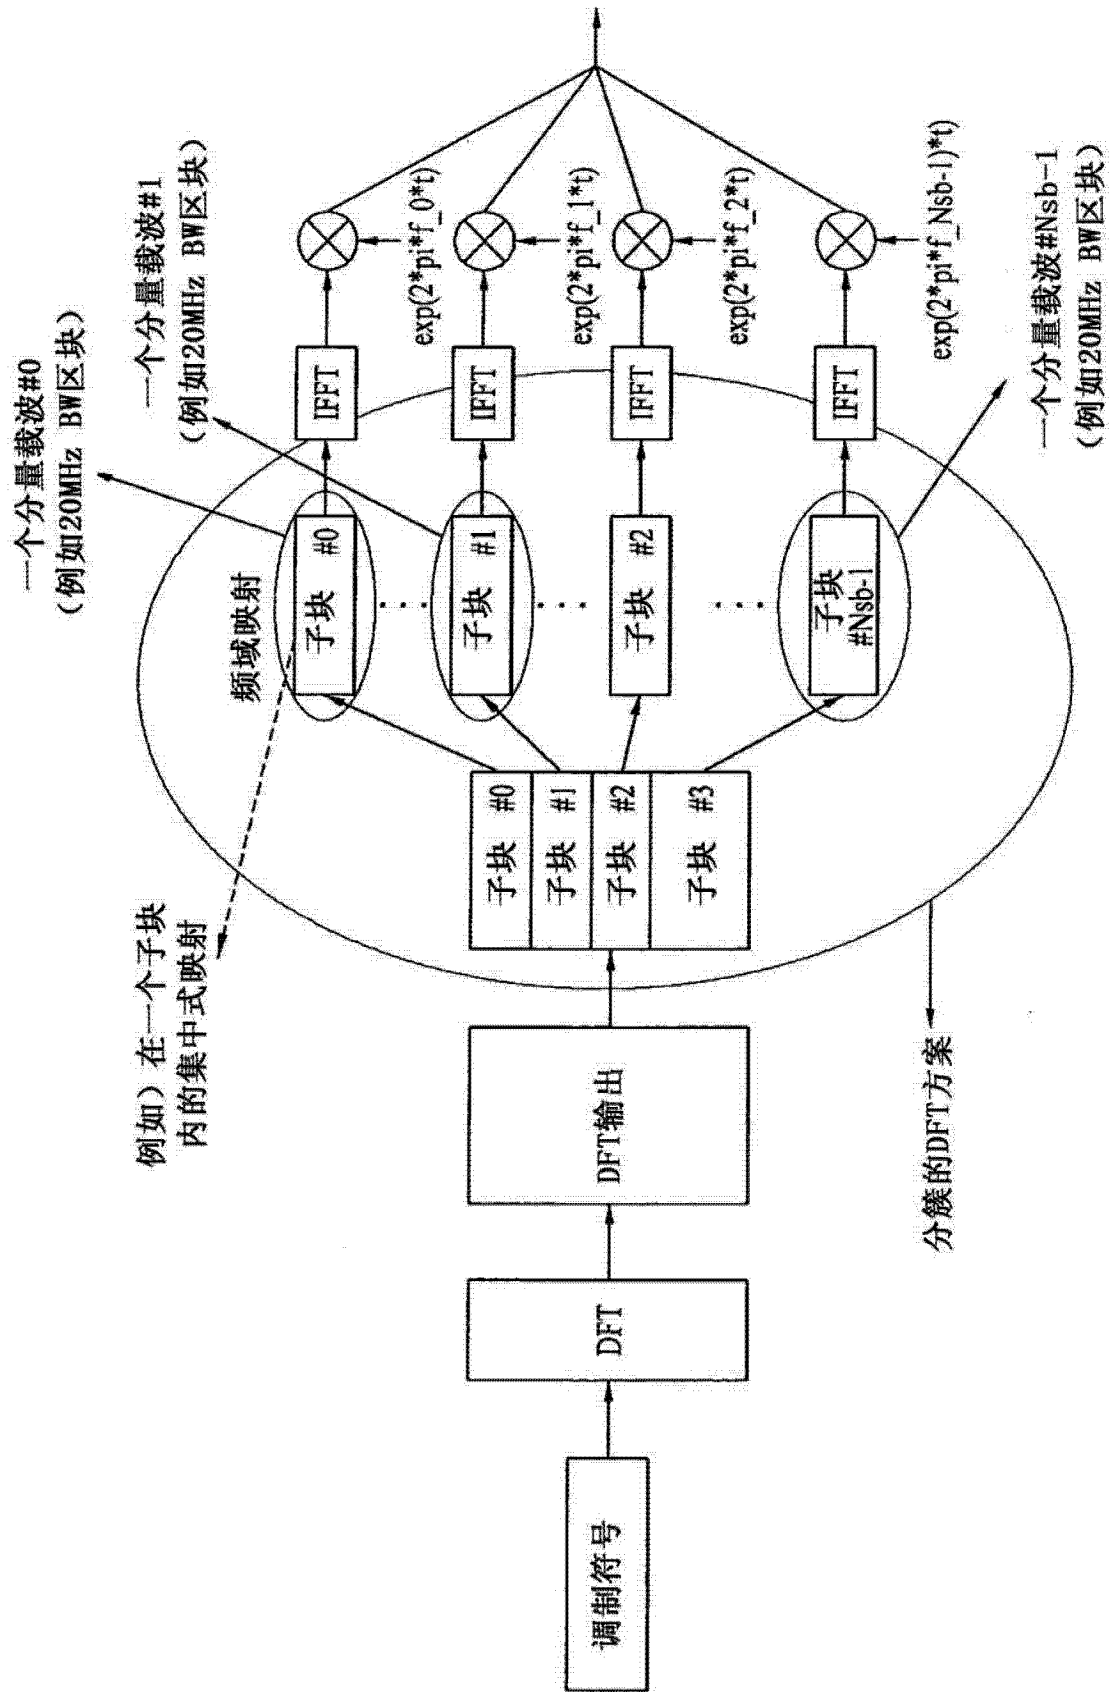 一个分量载波#0
（例如20MHz BW区块）
一个分量载波#1
（例如20MHz BW区块）
例如）在一个子块
内的集中式映射
频域映射
调制符号
DFT
DFT输出
子块 #0
子块 #1
子块 #2
子块 #3
子块 #0
IFFT
exp(2*pi*f_0*t)
子块 #1
IFFT
exp(2*pi*f_1*t)
子块 #2
IFFT
exp(2*pi*f_2*t)
子块
#Nsb-1
IFFT
exp(2*pi*f_Nsb-1)*t)
分簇的DFT方案
一个分量载波#Nsb-1
（例如20MHz BW区块）